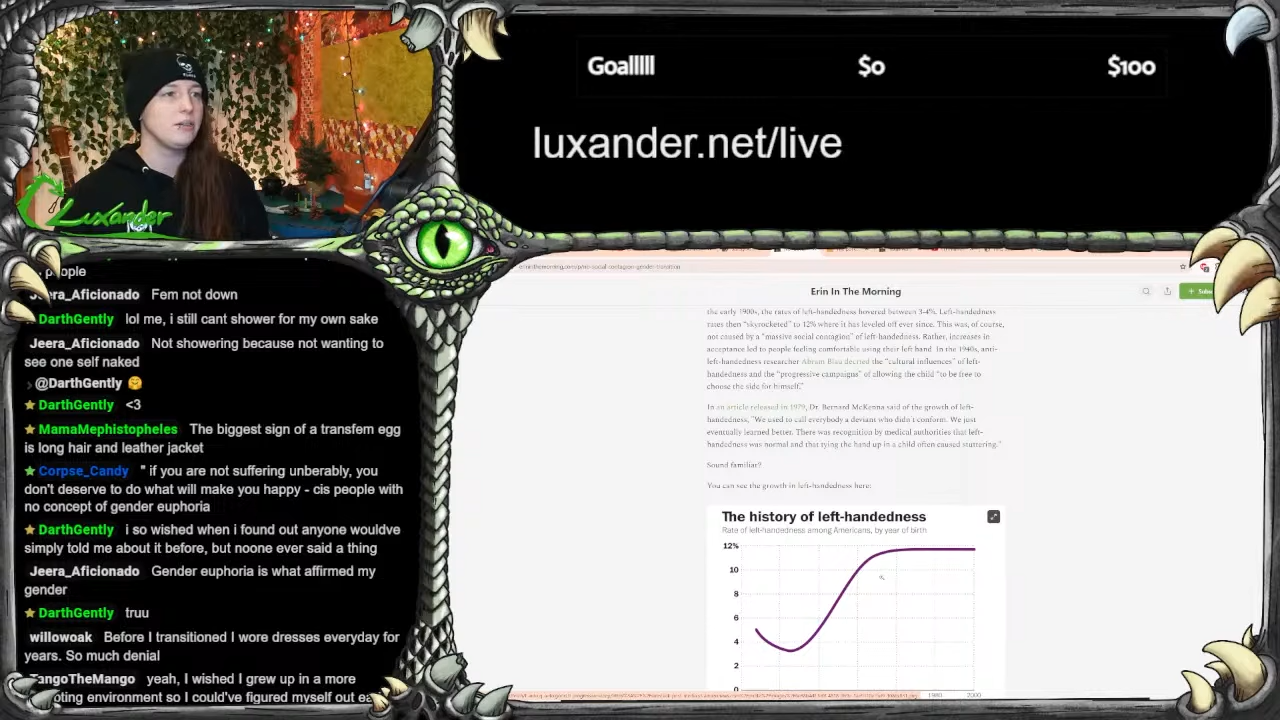 Goalllll $0 $100
luxander.net/live
Luxander
people
Jeera_Aficionado Fem not down
DarthGently lol me, i still cant shower for my own sake
Jeera_Aficionado Not showering because not wanting to
see one self naked
@DarthGently 🤗
DarthGently <3
MamaMephistopheles The biggest sign of a transfem egg
is long hair and leather jacket
Corpse_Candy " if you are not suffering unberably, you
don't deserve to do what will make you happy - cis people with
no concept of gender euphoria
DarthGently i so wished when i found out anyone wouldve
simply told me about it before, but noone ever said a thing
Jeera_Aficionado Gender euphoria is what affirmed my
gender
DarthGently truu
willowoak Before I transitioned I wore dresses everyday for
years. So much denial
angoTheMango yeah, I wished I grew up in a more
oting environment so I could've figured myself out ea
Erin In The Morning
the early 1900s, the rates of left-handedness hovered between 3-4%. Left-handedness
rates then "skyrocketed" to 12% where it has leveled off ever since. This was, of course,
not caused by a "massive social contagion" of left-handedness. Rather, increases in
acceptance led to people feeling comfortable using their left hand. In the 1940s, anti-
left-handedness researcher Abram Blau decried the "cultural influences" of left-
handedness and the "progressive campaigns" of allowing the child "to be free to
choose the side for himself."
In an article released in 1979, Dr. Bernard McKenna said of the growth of left-
handedness, "We used to call everybody a deviant who didn't conform. We just
eventually learned better. There was recognition by medical authorities that left-
handedness was normal and that tying the hand up in a child often caused stuttering."
Sound familiar?
You can see the growth in left-handedness here:
The history of left-handedness
Rate of left-handedness among Americans, by year of birth
12%
10
8
6
4
2
0
1980 2000